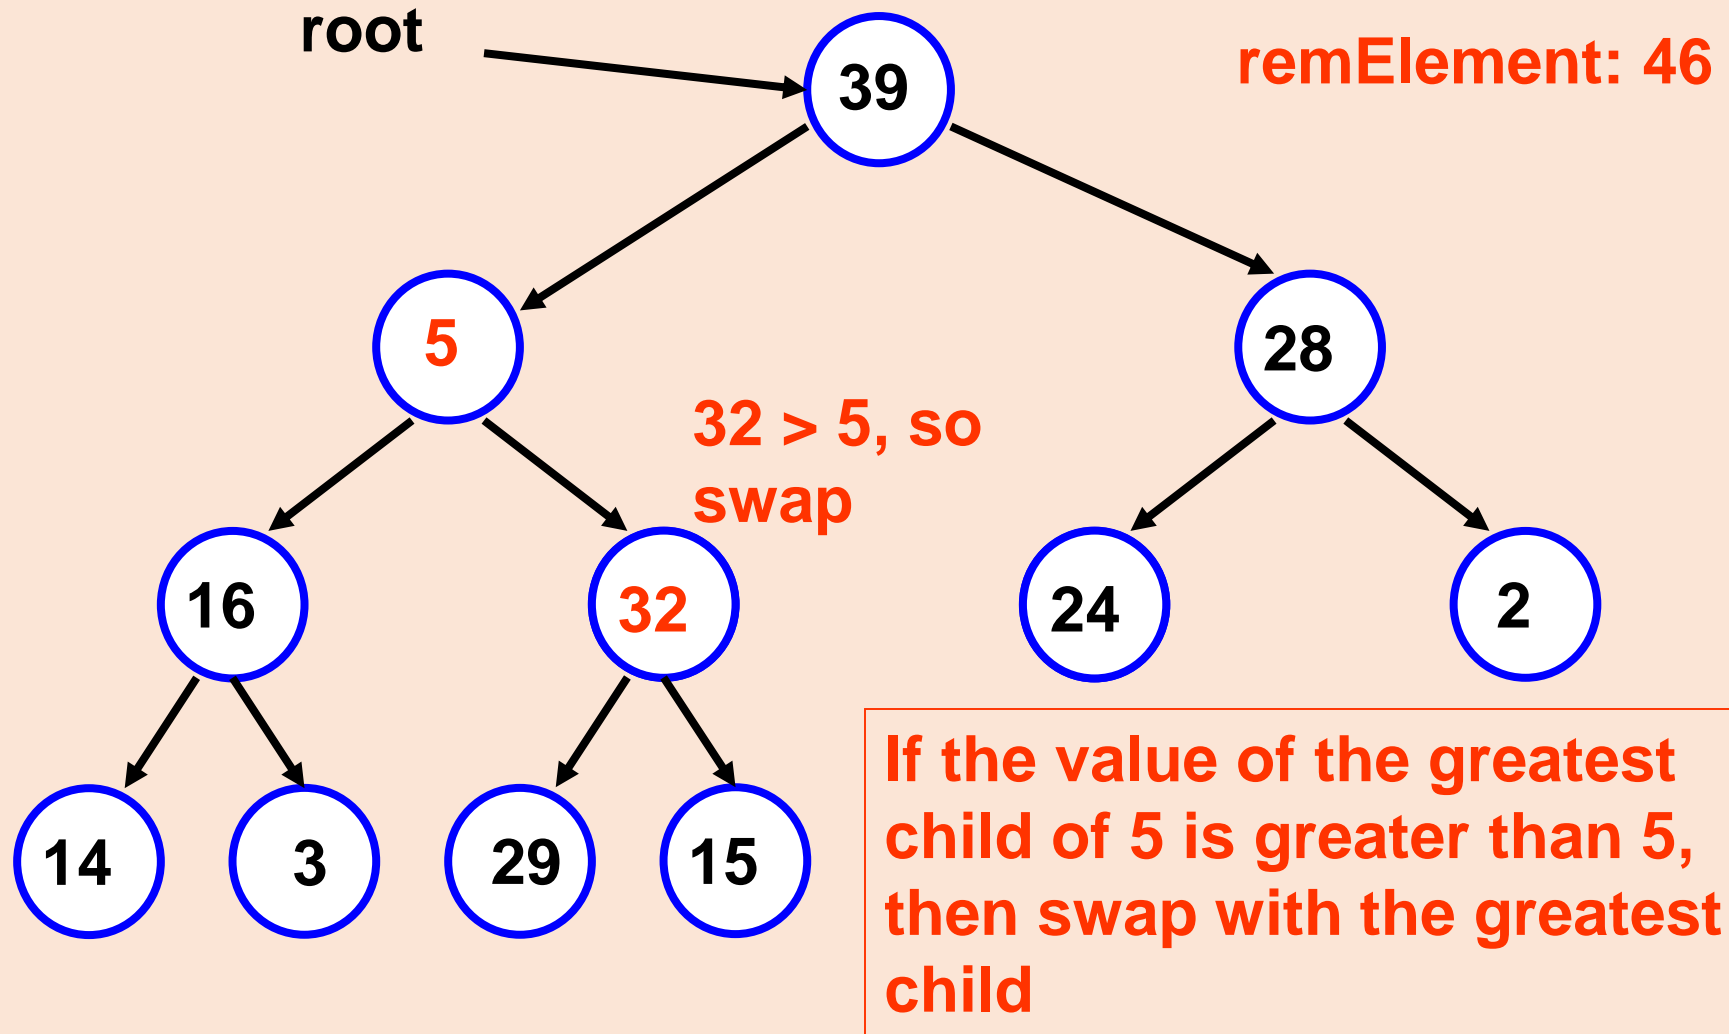 root
39
remElement: 46
5
28
32 > 5, so
swap
16
32
24
2
14
3
29
15
If the value of the greatest
child of 5 is greater than 5,
then swap with the greatest
child